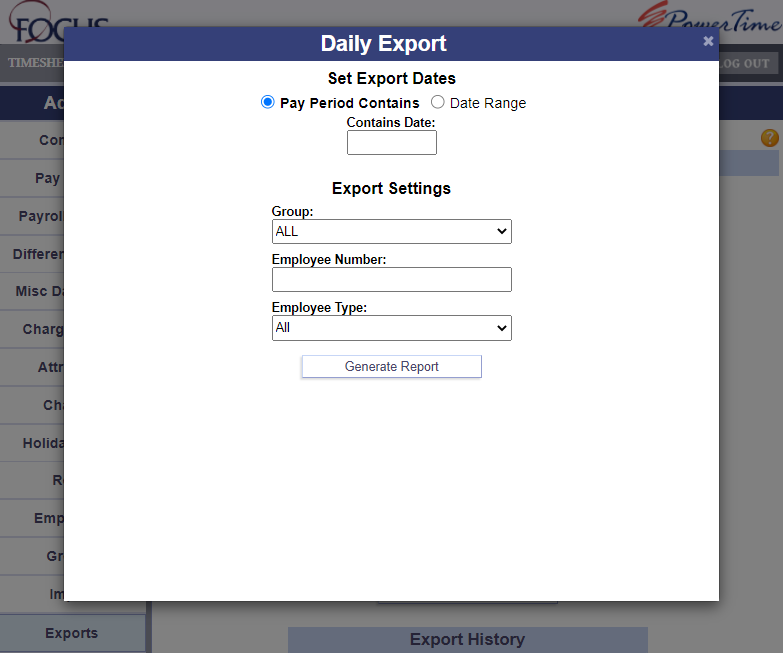 FOCUS
PowerTime
Daily Export
TIMESHE
LOG OUT
Set Export Dates
Pay Period Contains Date Range
Contains Date:
Export Settings
Group:
ALL
Employee Number:
Employee Type:
All
Generate Report
Ad
Con
Pay
Payrol
Differen
Misc Da
Charg
Attr
Cha
Holida
R
Emp
Gr
Im
Exports
Export History